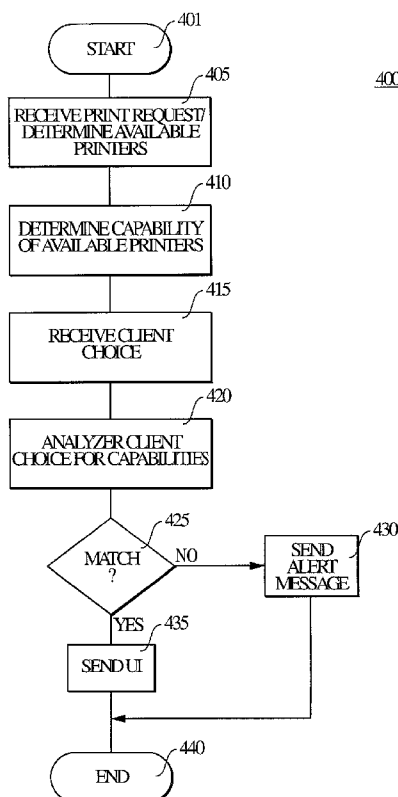 401
START
400
405
RECEIVE PRINT REQUEST/
DETERMINE AVAILABLE
PRINTERS
410
DETERMINE CAPABILITY
OF AVAILABLE PRINTERS
415
RECEIVE CLIENT
CHOICE
420
ANALYZER CLIENT
CHOICE FOR CAPABILITIES
425
MATCH
?
NO
430
SEND
ALERT
MESSAGE
YES
435
SEND UI
END
440